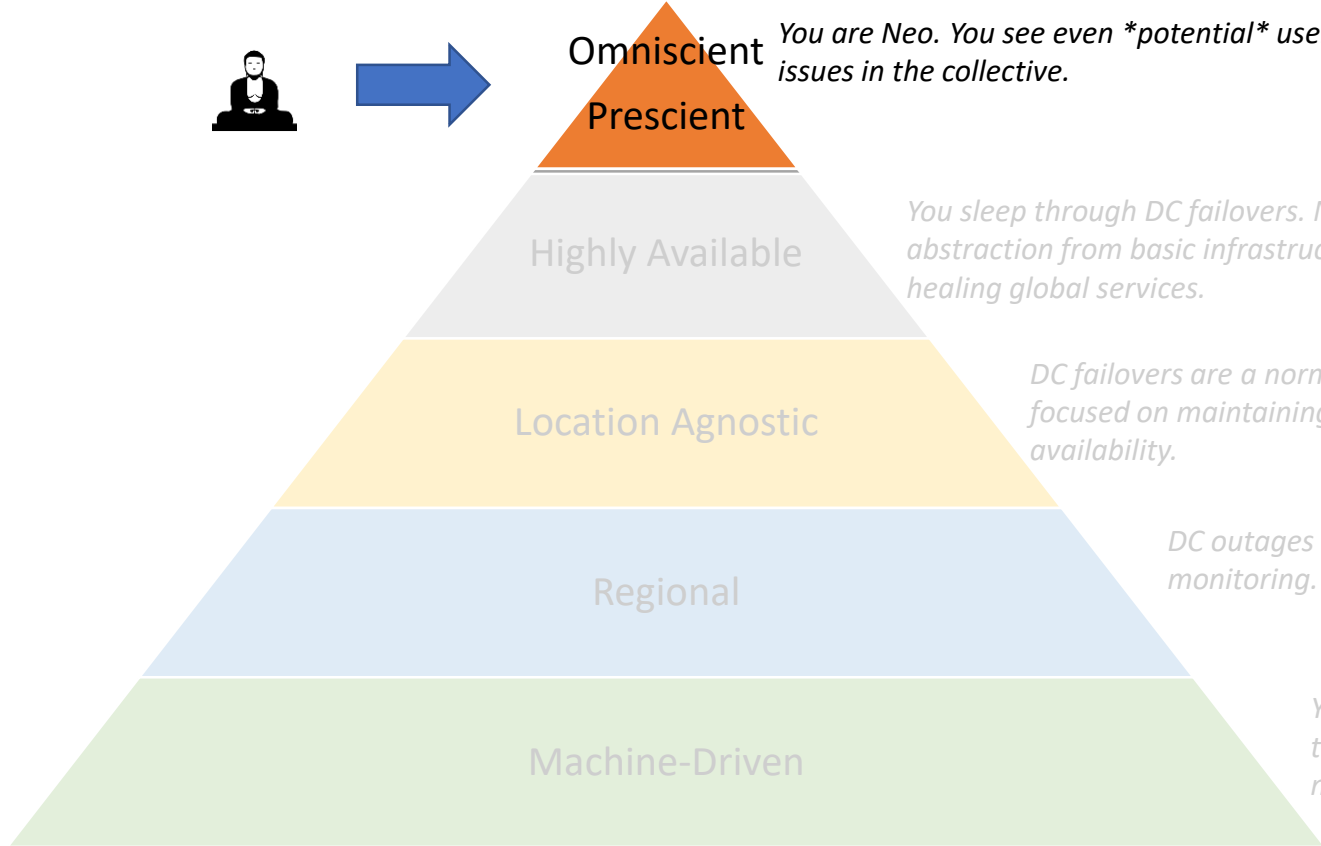 Omniscient
Prescient
You are Neo. You see even *potential* use
issues in the collective.
Highly Available
You sleep through DC failovers.
abstraction from basic
healing global services.
Location Agnostic
DC failovers are a
focused on maintaining
availability.
Regional
DC outages
monitoring.
Machine-Driven